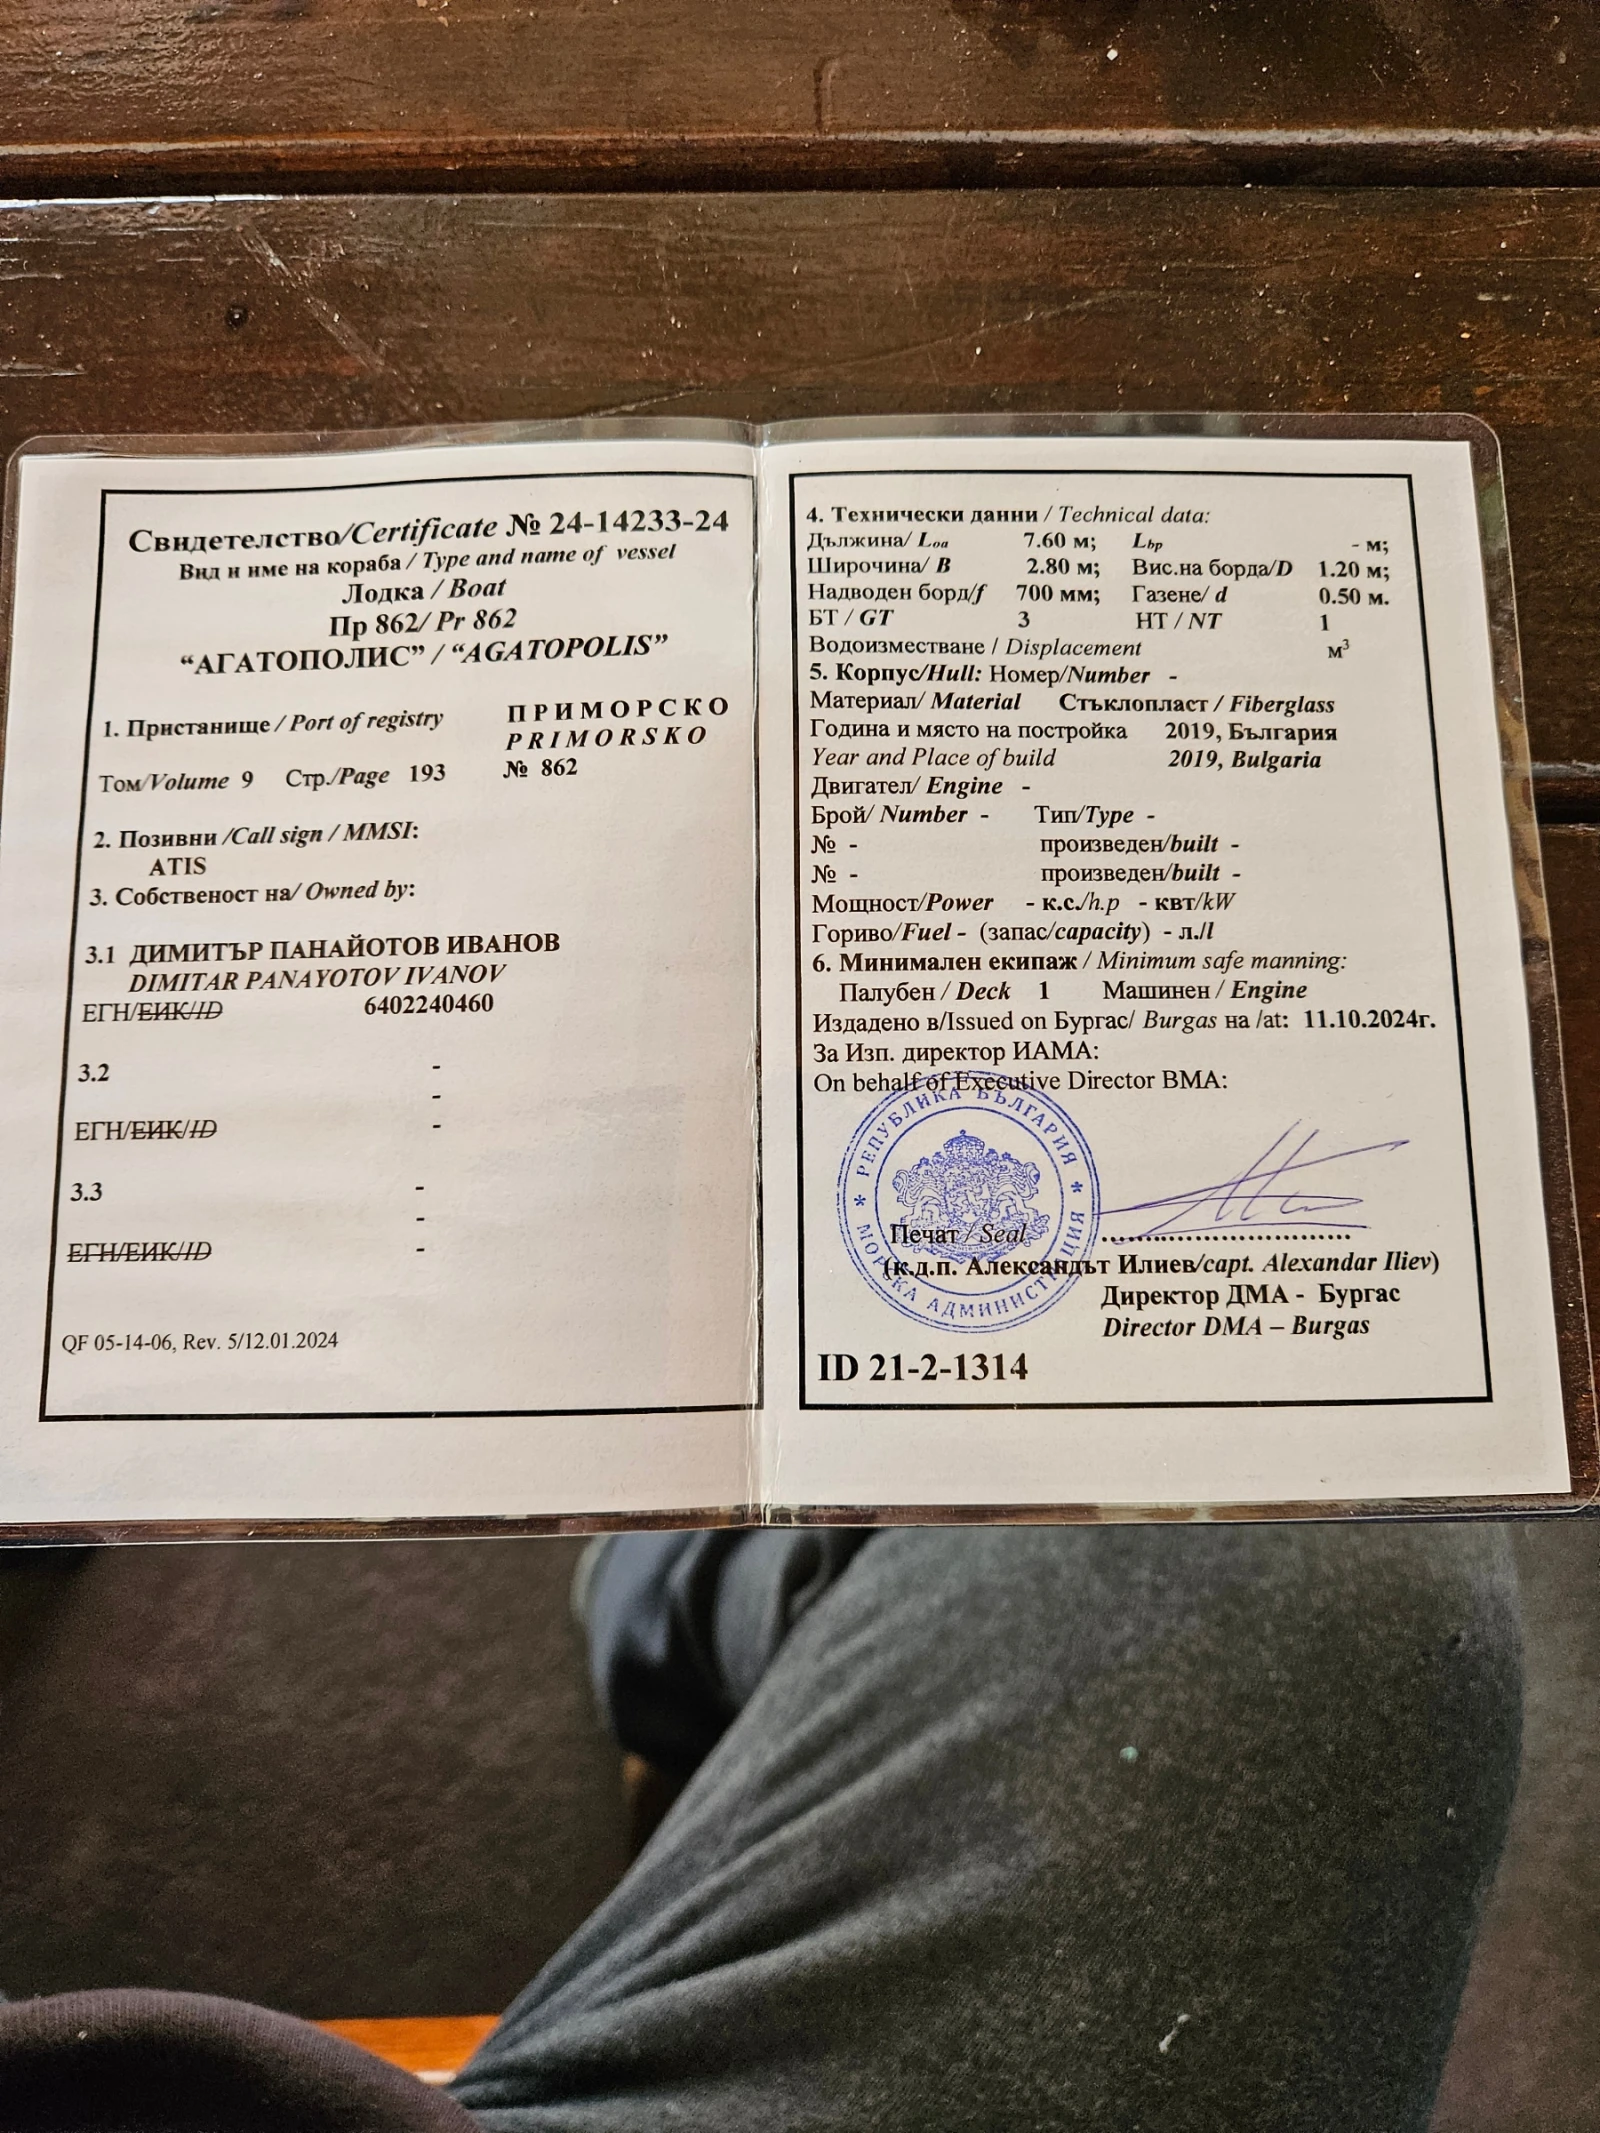 Свидетелство/Certificate № 24-14233-24
Вид и име на кораба / Type and name of vessel
Лодка / Boat
Пр 862/ Pr 862
“АГАТОПОЛИС” / “AGATOPOLIS”
1. Пристанище / Port of registry ПРИМОРСКО
PRIMORSKO
Том/Volume 9 Стр./Page 193 № 862
2. Позивни /Call sign / MMSI:
ATIS
3. Собственост на/ Owned by:
3.1 ДИМИТЪР ПАНАЙОТОВ ИВАНОВ
DIMITAR PANAYOTOV IVANOV
ЕГН/ЕИК/ID 6402240460
3.2 -
-
ЕГН/ЕИК/ID -
3.3 -
-
ЕГН/ЕИК/ID -
QF 05-14-06, Rev. 5/12.01.2024
4. Технически данни / Technical data:
Дължина/ Loa 7.60 м; Lbp - м;
Широчина/ B 2.80 м; Вис.на борда/D 1.20 м;
Надводен борд/f 700 мм; Газене/ d 0.50 м.
БТ / GT 3 НТ / NT 1
Водоизместване / Displacement м³
5. Корпус/Hull: Номер/Number -
Материал/ Material Стъклопласт / Fiberglass
Година и място на постройка 2019, България
Year and Place of build 2019, Bulgaria
Двигател/ Engine -
Брой/ Number - Тип/Type -
№ - произведен/built -
№ - произведен/built -
Мощност/Power - к.с./h.p - квт/kW
Гориво/Fuel - (запас/capacity) - л./l
6. Минимален екипаж / Minimum safe manning:
Палубен / Deck 1 Машинен / Engine
Издадено в/Issued on Бургас/ Burgas на /at: 11.10.2024г.
За Изп. директор ИАМА:
On behalf of Executive Director BMA:
РЕПУБЛИКА БЪЛГАРИЯ
МОРСКА АДМИНИСТРАЦИЯ
Печат / Seal
(к.д.п. Александът Илиев/capt. Alexandar Iliev)
Директор ДМА - Бургас
Director DMA – Burgas
ID 21-2-1314